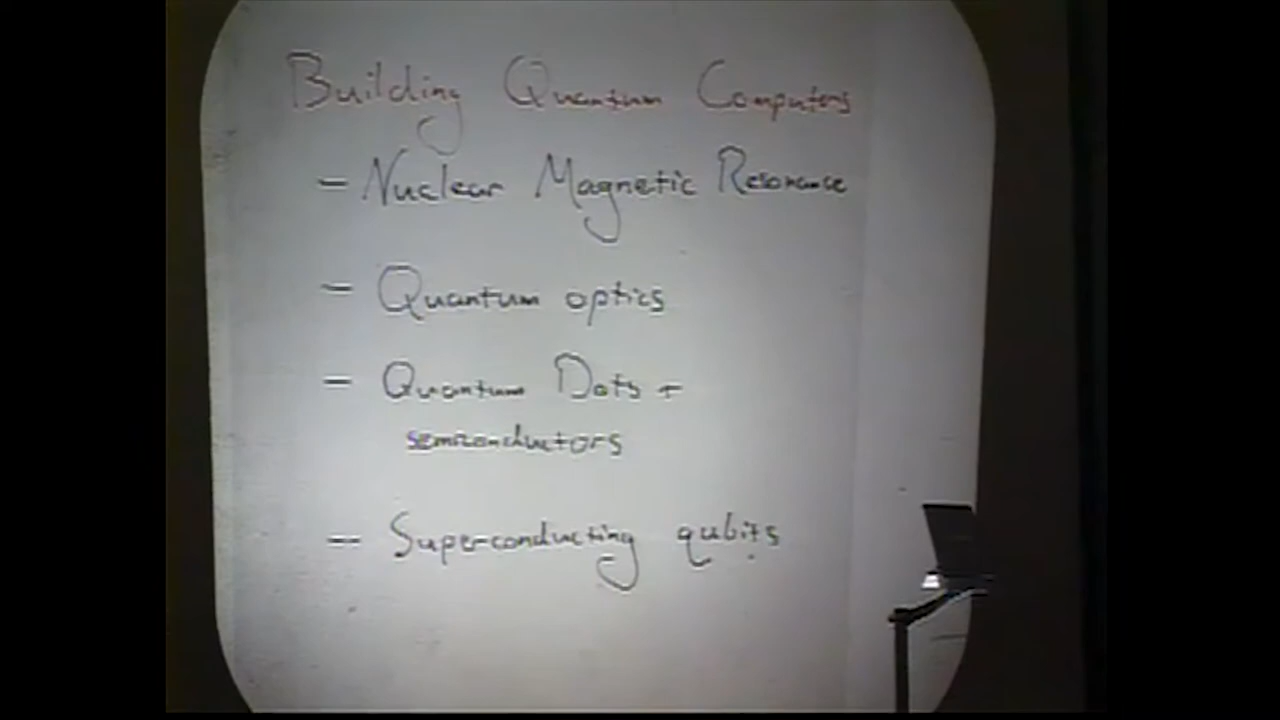 Building Quantum Computers
- Nuclear Magnetic Resonance
- Quantum optics
- Quantum Dots +
semiconductors
- Superconducting qubits